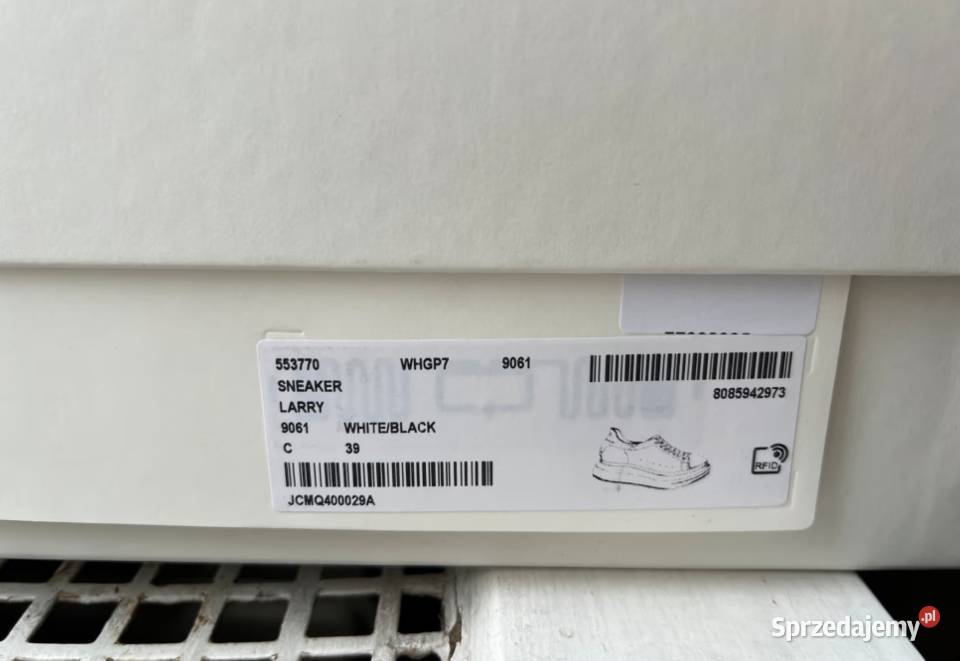 553770 WHGP7 9061
SNEAKER
LARRY
9061 WHITE/BLACK
C 39
JCMQ400029A
8085942973
RFID
Sprzedajemy.pl